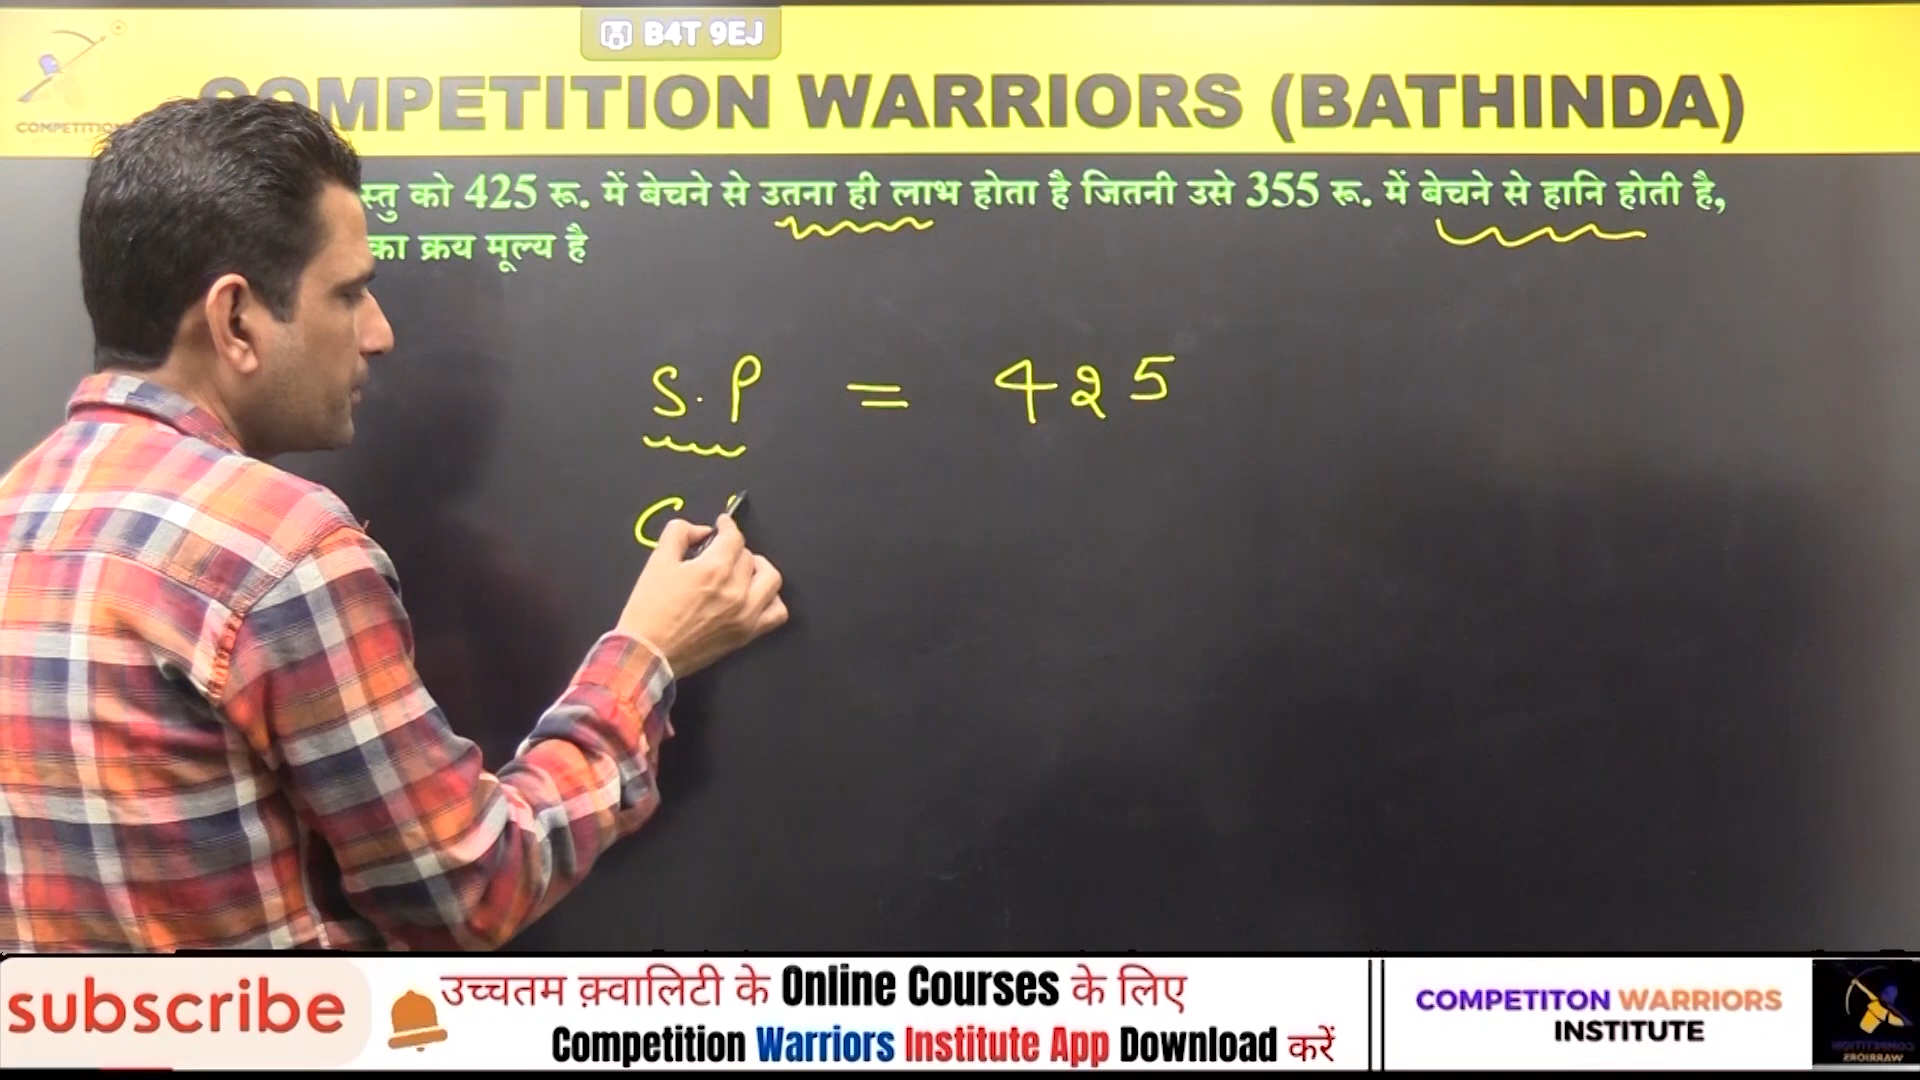 B4T 9EJ
COMPETITION WARRIORS (BATHINDA)
को 425 रू. में बेचने से उतना ही लाभ होता है जितनी उसे 355 रू. में बेचने से हानि होती है,
का क्रय मूल्य है
S.P = 425
C
subscribe
उच्चतम क़्वालिटी के Online Courses के लिए
Competition Warriors Institute App Download करें
COMPETITON WARRIORS
INSTITUTE